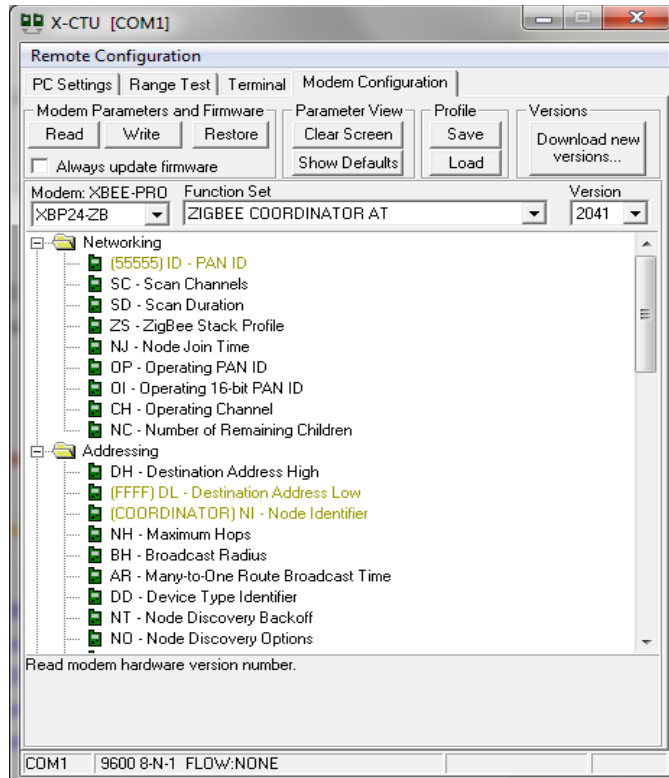 X-CTU [COM1]
Remote Configuration
PC Settings Range Test Terminal Modem Configuration
Modem Parameters and Firmware Parameter View Profile Versions
Read Write Restore Clear Screen Save Download new versions...
Always update firmware Show Defaults Load
Modem: XBEE-PRO Function Set Version
XBP24-ZB ZIGBEE COORDINATOR AT 2041
Networking
(55555) ID - PAN ID
SC - Scan Channels
SD - Scan Duration
ZS - ZigBee Stack Profile
NJ - Node Join Time
OP - Operating PAN ID
OI - Operating 16-bit PAN ID
CH - Operating Channel
NC - Number of Remaining Children
Addressing
DH - Destination Address High
(FFFF) DL - Destination Address Low
(COORDINATOR) NI - Node Identifier
NH - Maximum Hops
BH - Broadcast Radius
AR - Many-to-One Route Broadcast Time
DD - Device Type Identifier
NT - Node Discovery Backoff
NO - Node Discovery Options
Read modem hardware version number.
COM1 9600 8-N-1 FLOW:NONE